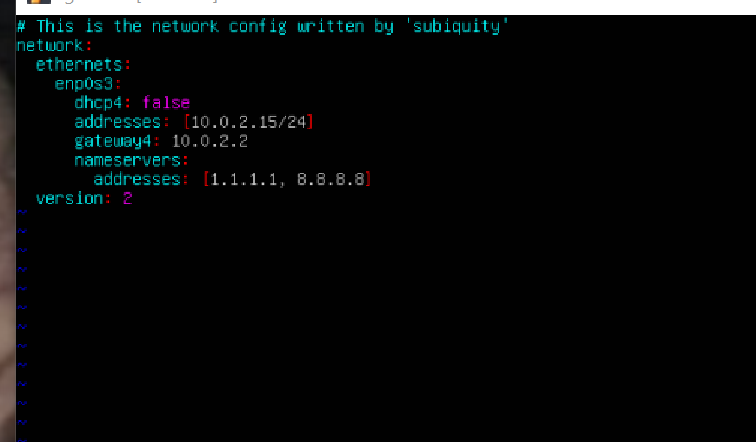 # This is the network config written by 'subiquity'
network:
  ethernets:
    enp0s3:
      dhcp4: false
      addresses: [10.0.2.15/24]
      gateway4: 10.0.2.2
      nameservers:
        addresses: [1.1.1.1, 8.8.8.8]
  version: 2
~
~
~
~
~
~
~
~
~
~
~
~
~